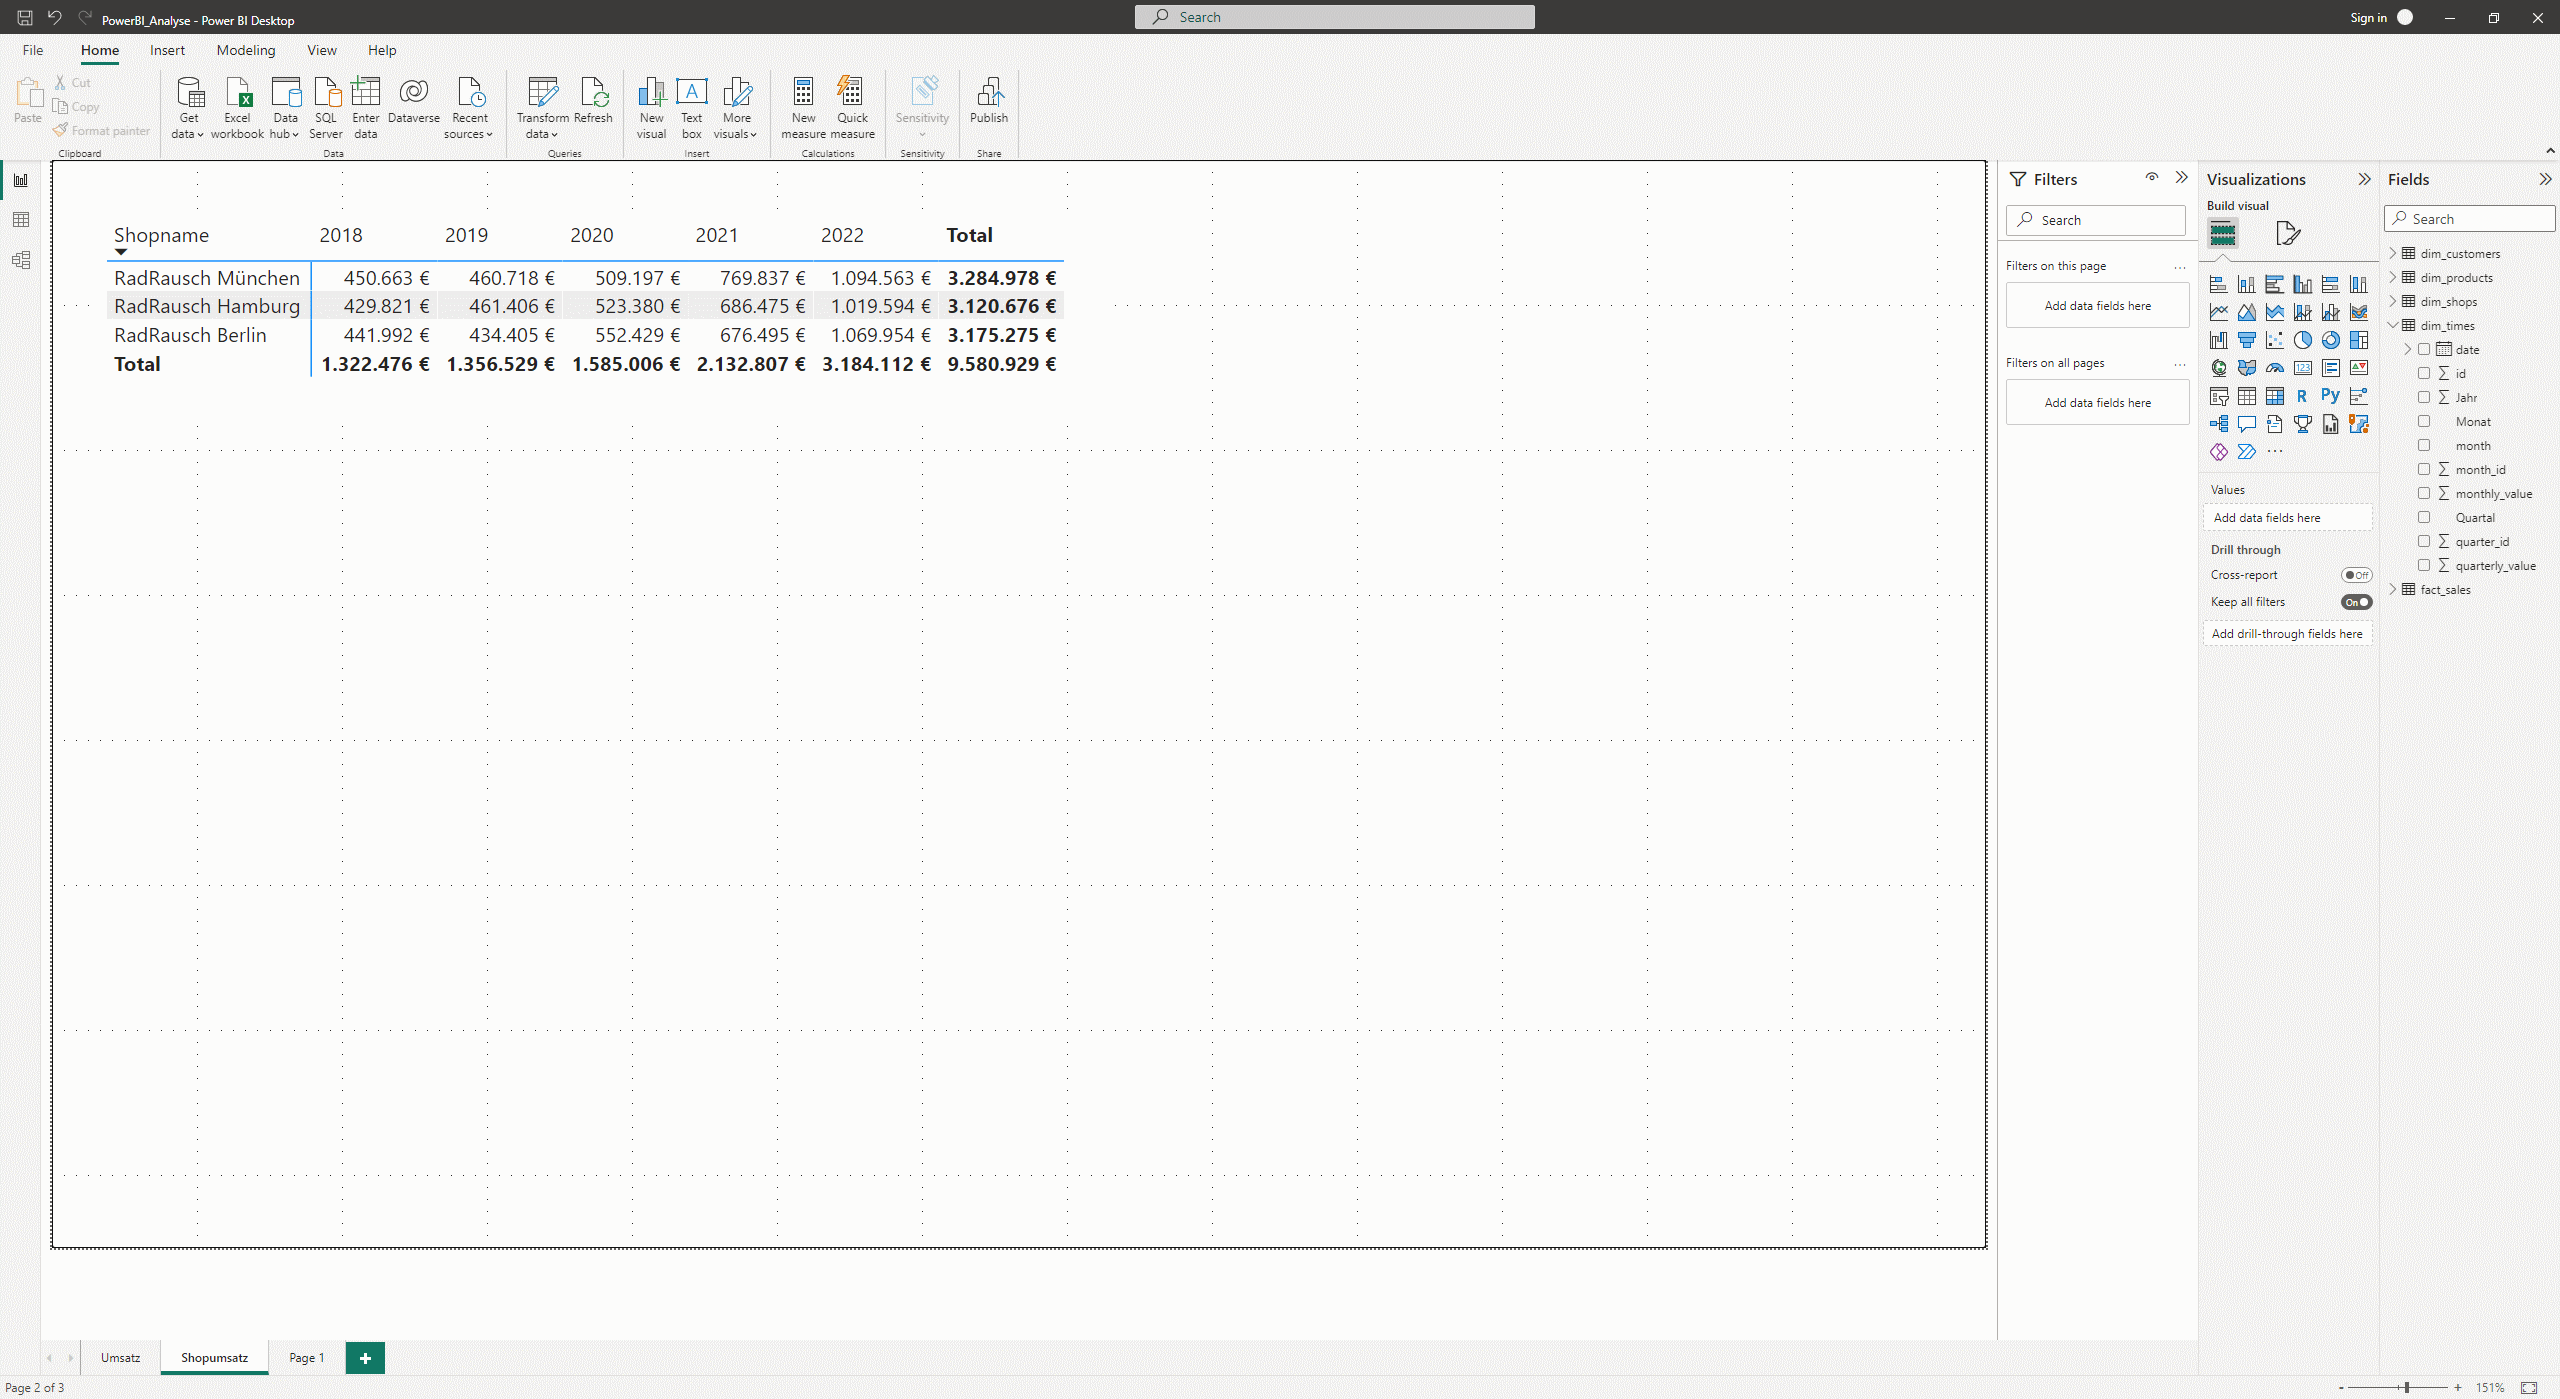 PowerBI_Analyse - Power BI Desktop
Search
Sign in
File Home Insert Modeling View Help
Paste
Cut
Copy
Format painter
Clipboard
Get data
Excel workbook
Data hub
SQL Server
Enter data
Dataverse
Recent sources
Data
Transform data
Refresh
Queries
New visual
Text box
More visuals
Insert
New measure
Quick measure
Calculations
Sensitivity
Sensitivity
Publish
Share
Shopname 2018 2019 2020 2021 2022 Total
RadRausch München 450.663 € 460.718 € 509.197 € 769.837 € 1.094.563 € 3.284.978 €
RadRausch Hamburg 429.821 € 461.406 € 523.380 € 686.475 € 1.019.594 € 3.120.676 €
RadRausch Berlin 441.992 € 434.405 € 552.429 € 676.495 € 1.069.954 € 3.175.275 €
Total 1.322.476 € 1.356.529 € 1.585.006 € 2.132.807 € 3.184.112 € 9.580.929 €
Filters
Search
Filters on this page ...
Add data fields here
Filters on all pages ...
Add data fields here
Visualizations
Build visual
123
R Py
...
Values
Add data fields here
Drill through
Cross-report Off
Keep all filters On
Add drill-through fields here
Fields
Search
dim_customers
dim_products
dim_shops
dim_times
date
id
Jahr
Monat
month
month_id
monthly_value
Quartal
quarter_id
quarterly_value
fact_sales
Umsatz Shopumsatz Page 1 +
Page 2 of 3
- + 151%